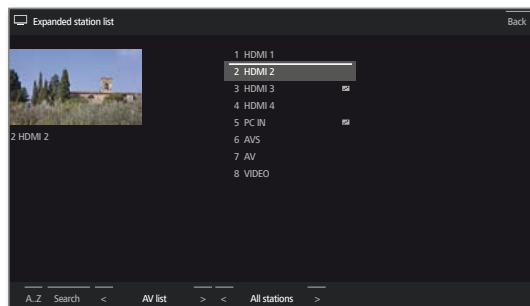 Expanded station list
Back
1 HDMI 1
2 HDMI 2
3 HDMI 3
4 HDMI 4
5 PC IN
6 AVS
7 AV
8 VIDEO
2 HDMI 2
A..Z Search < AV list > < All stations >